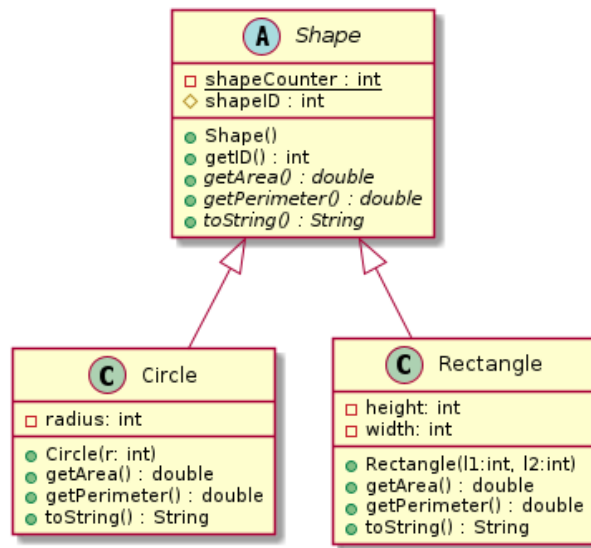 A Shape
shapeCounter : int
shapeID : int
Shape()
getID() : int
getArea() : double
getPerimeter() : double
toString() : String
C Circle
radius: int
Circle(r: int)
getArea() : double
getPerimeter() : double
toString() : String
C Rectangle
height: int
width: int
Rectangle(l1:int, l2:int)
getArea() : double
getPerimeter() : double
toString() : String